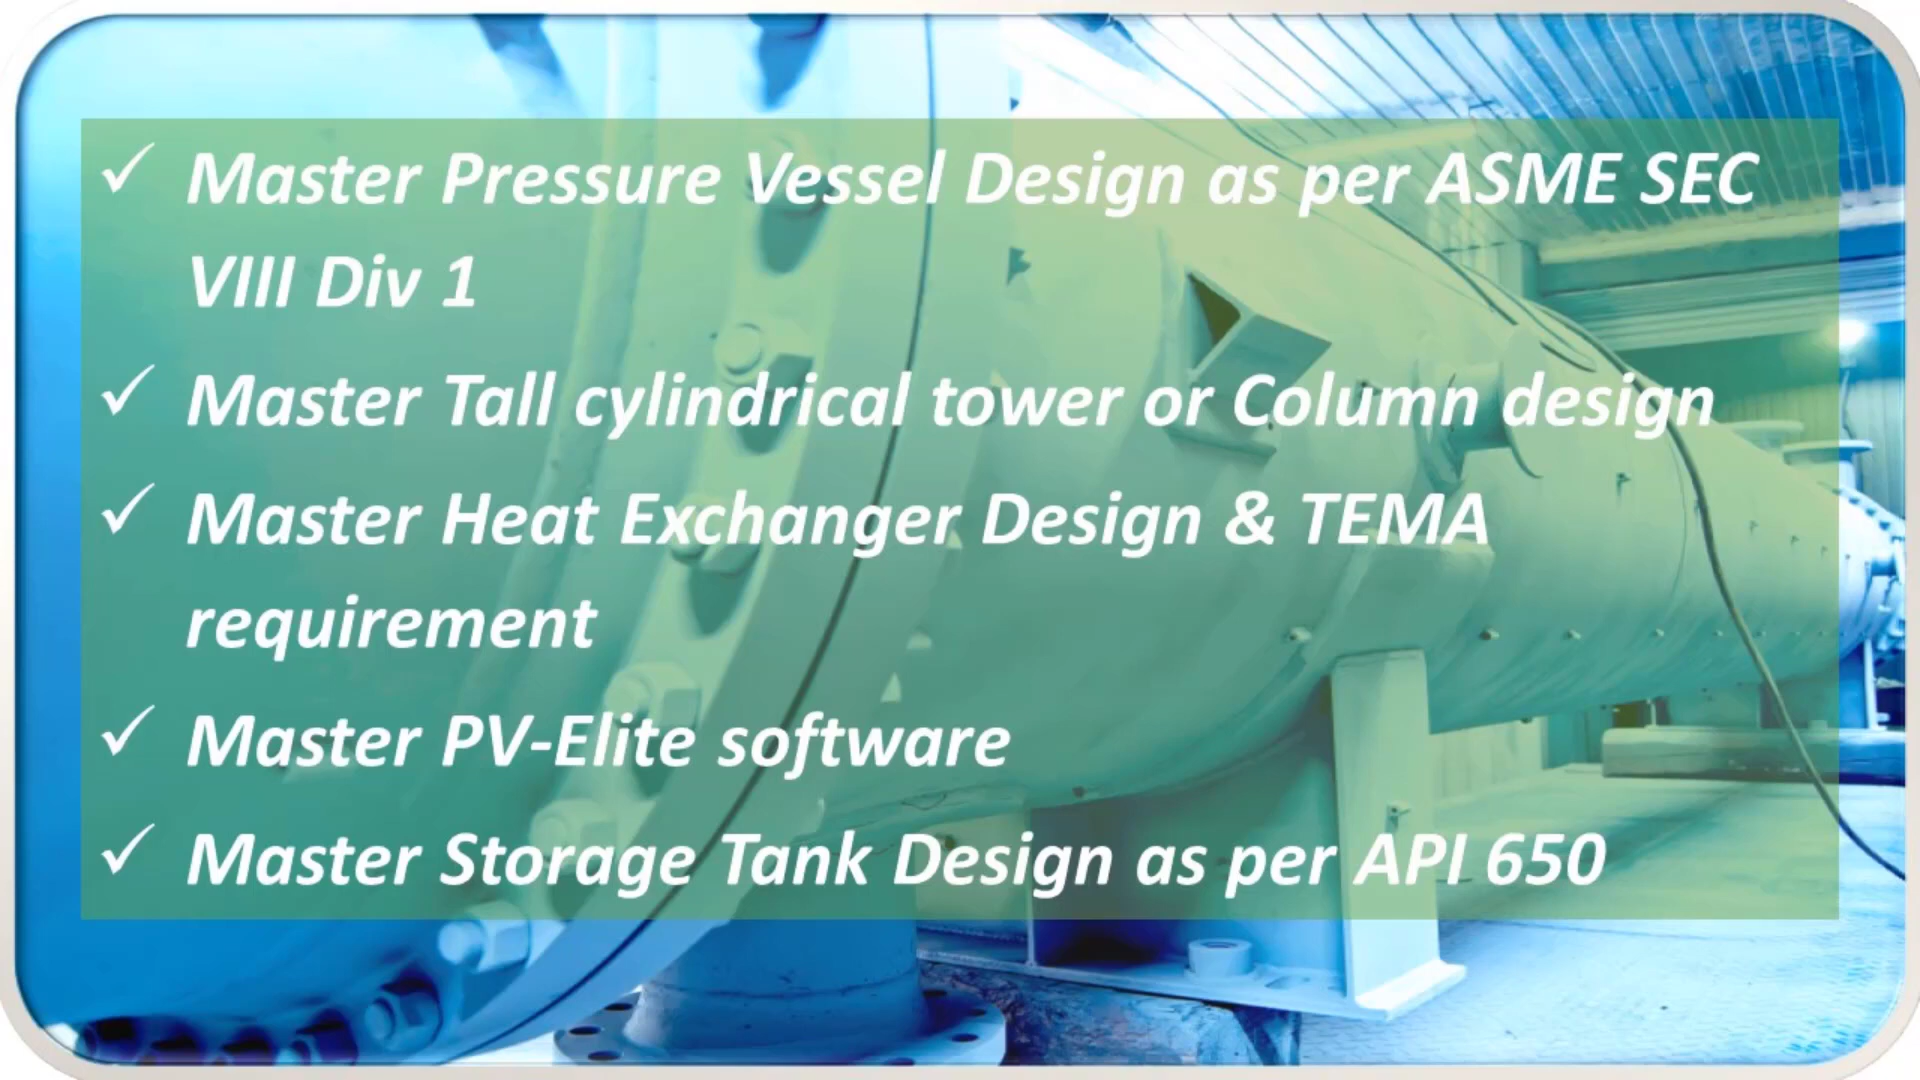 ✓ Master Pressure Vessel Design as per ASME SEC
VIII Div 1
✓ Master Tall cylindrical tower or Column design
✓ Master Heat Exchanger Design & TEMA
requirement
✓ Master PV-Elite software
✓ Master Storage Tank Design as per API 650